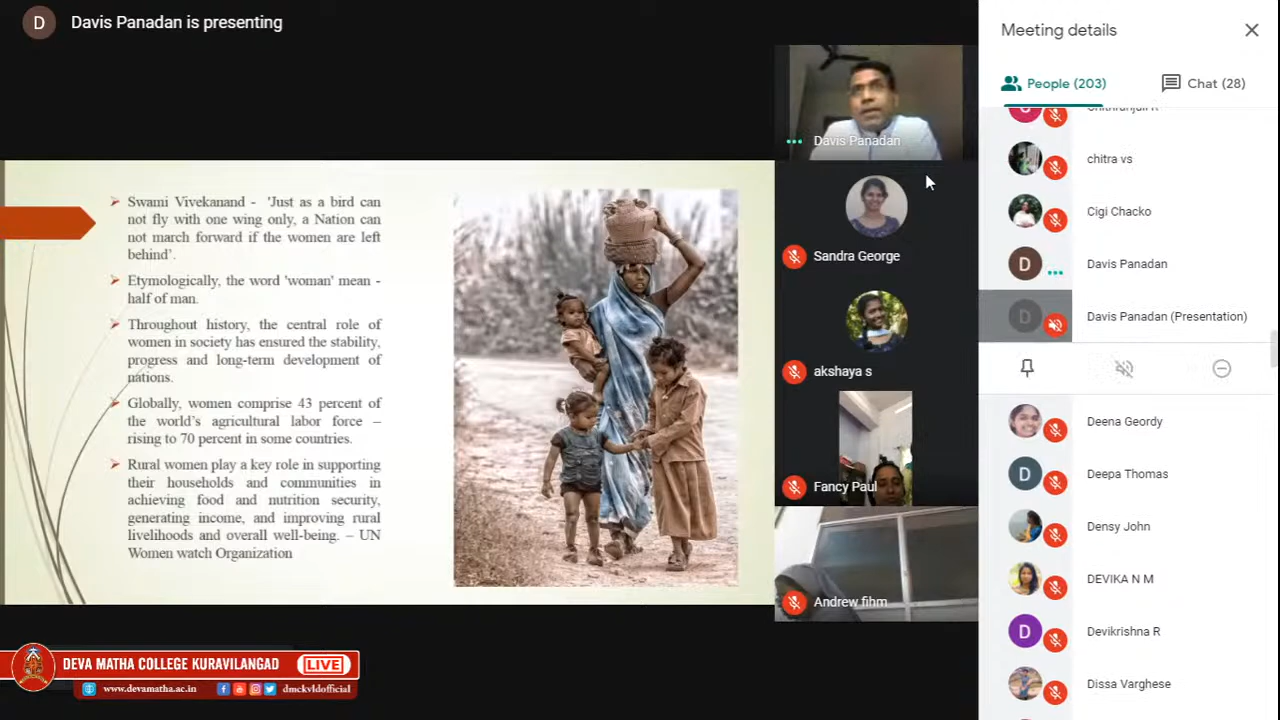 D
Davis Panadan is presenting
Swami Vivekanand - 'Just as a bird can
not fly with one wing only, a Nation can
not march forward if the women are left
behind'.
Etymologically, the word 'woman' mean -
half of man.
Throughout history, the central role of
women in society has ensured the stability,
progress and long-term development of
nations.
Globally, women comprise 43 percent of
the world's agricultural labor force –
rising to 70 percent in some countries.
Rural women play a key role in supporting
their households and communities in
achieving food and nutrition security,
generating income, and improving rural
livelihoods and overall well-being. – UN
Women watch Organization
Davis Panadan
Sandra George
akshaya s
Fancy Paul
Andrew fihm
Meeting details
People (203)
Chat (28)
chitra vs
Cigi Chacko
D
Davis Panadan
D
Davis Panadan (Presentation)
Deena Geordy
D
Deepa Thomas
Densy John
DEVIKA N M
D
Devikrishna R
Dissa Varghese
DEVA MATHA COLLEGE KURAVILANGAD
LIVE
www.devamatha.ac.in
dmckvldofficial